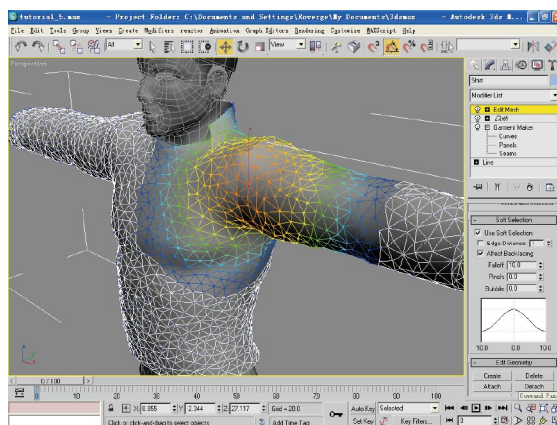 tutorial_5.max - Project Folder: C:\Documents and Settings\Koverge\My Documents\3dsmax - Autodesk 3ds M...
File Edit Tools Group Views Create Modifiers reactor Animation Graph Editors Rendering Customize MAXScript Help
All
View
Perspective
Shirt
Modifier List
Edit Mesh
Cloth
Garment Maker
Curves
Panels
Seams
Line
Soft Selection
Use Soft Selection
Edge Distance: 1
Affect Backfacing
Falloff: 10.0
Pinch: 0.0
Bubble: 0.0
10.0 0.0 10.0
Edit Geometry
Create Delete
Attach Detach
0 / 100
0 10 20 30 40 50 60 70 80 90 100
X: 8.955 Y: 2.344 Z: 27.117 Grid = 20.0
Auto Key Selected
Click or click-and-drag to select objects
Add Time Tag
Set Key Key Filters... 0